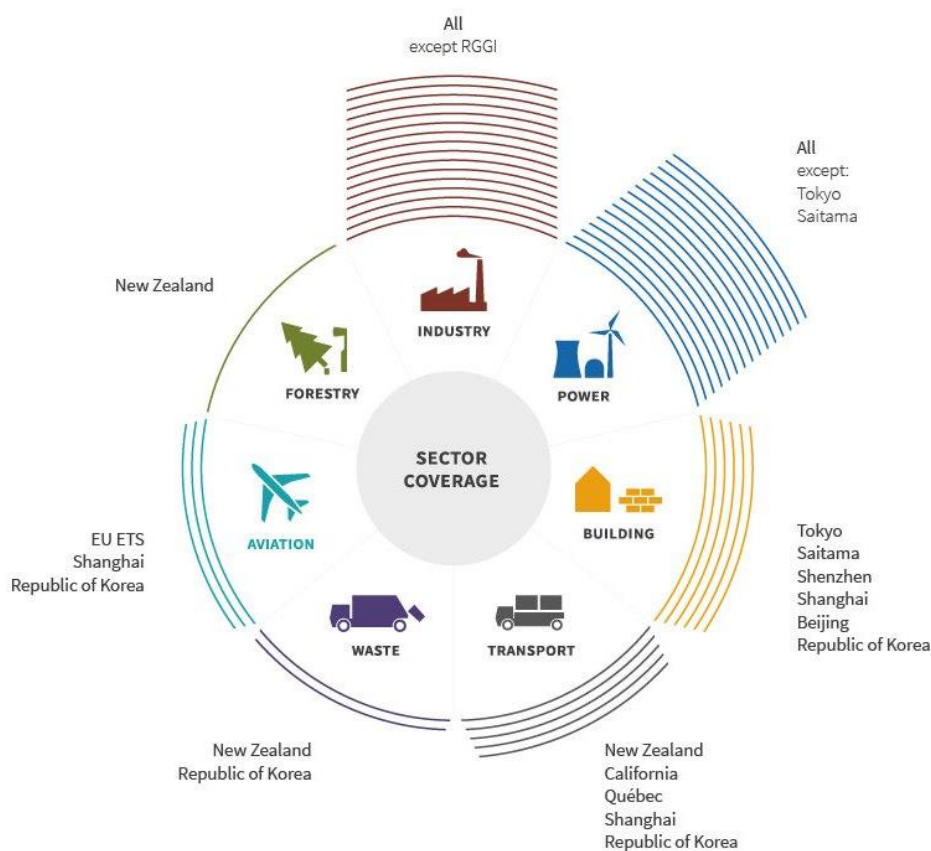 All
except RGGI
All
except:
Tokyo
Saitama
New Zealand
INDUSTRY
FORESTRY
POWER
SECTOR
COVERAGE
BUILDING
AVIATION
EU ETS
Shanghai
Republic of Korea
Tokyo
Saitama
Shenzhen
Shanghai
Beijing
Republic of Korea
WASTE
TRANSPORT
New Zealand
Republic of Korea
New Zealand
California
Québec
Shanghai
Republic of Korea